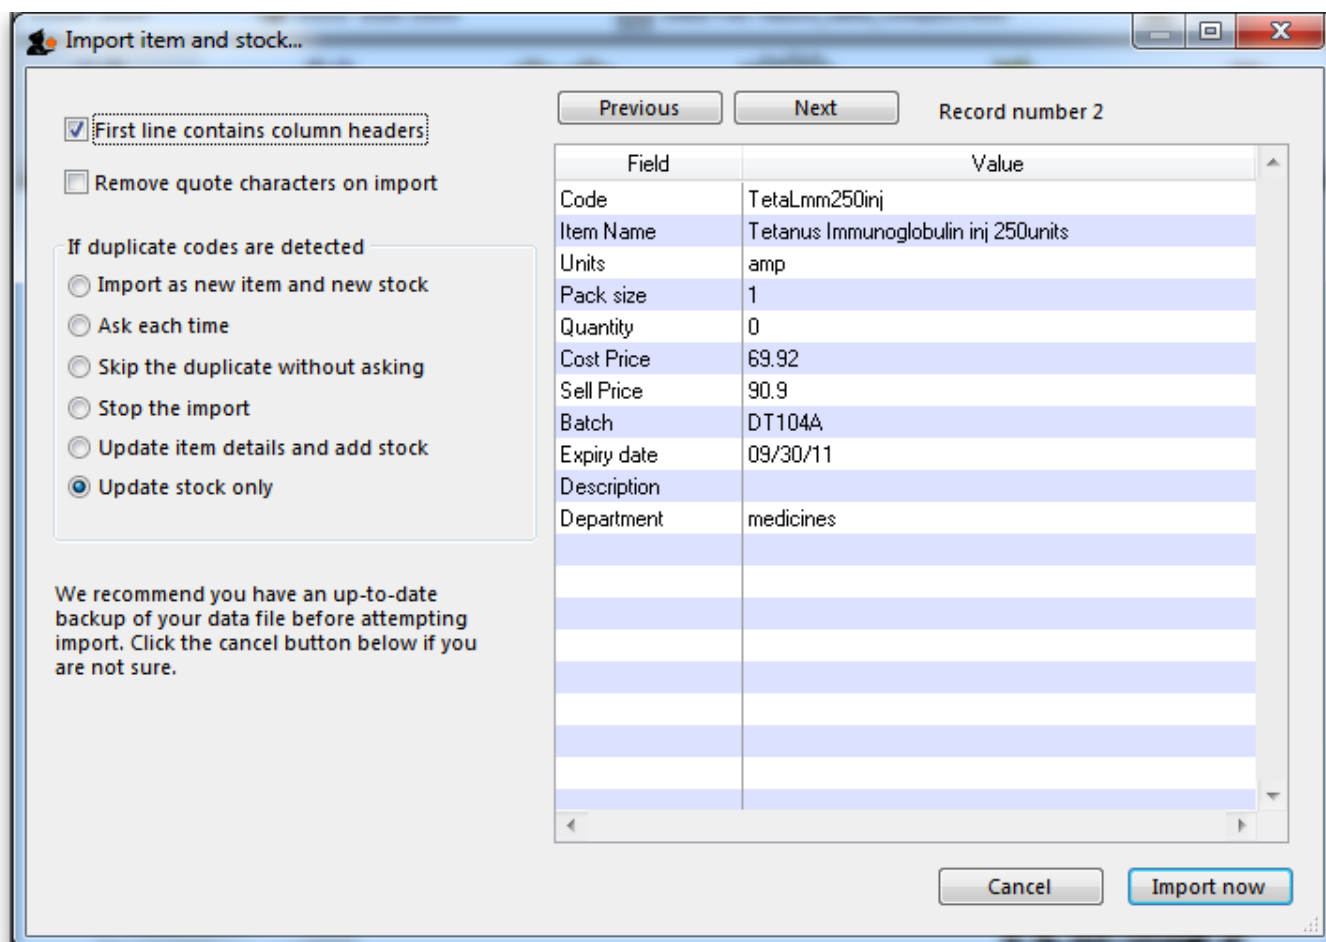 Import item and stock...
First line contains column headers
Remove quote characters on import
If duplicate codes are detected
Import as new item and new stock
Ask each time
Skip the duplicate without asking
Stop the import
Update item details and add stock
Update stock only
We recommend you have an up-to-date
backup of your data file before attempting
import. Click the cancel button below if you
are not sure.
Previous Next Record number 2
Field Value
Code TetaLmm250inj
Item Name Tetanus Immunoglobulin inj 250units
Units amp
Pack size 1
Quantity 0
Cost Price 69.92
Sell Price 90.9
Batch DT104A
Expiry date 09/30/11
Description
Department medicines
Cancel Import now